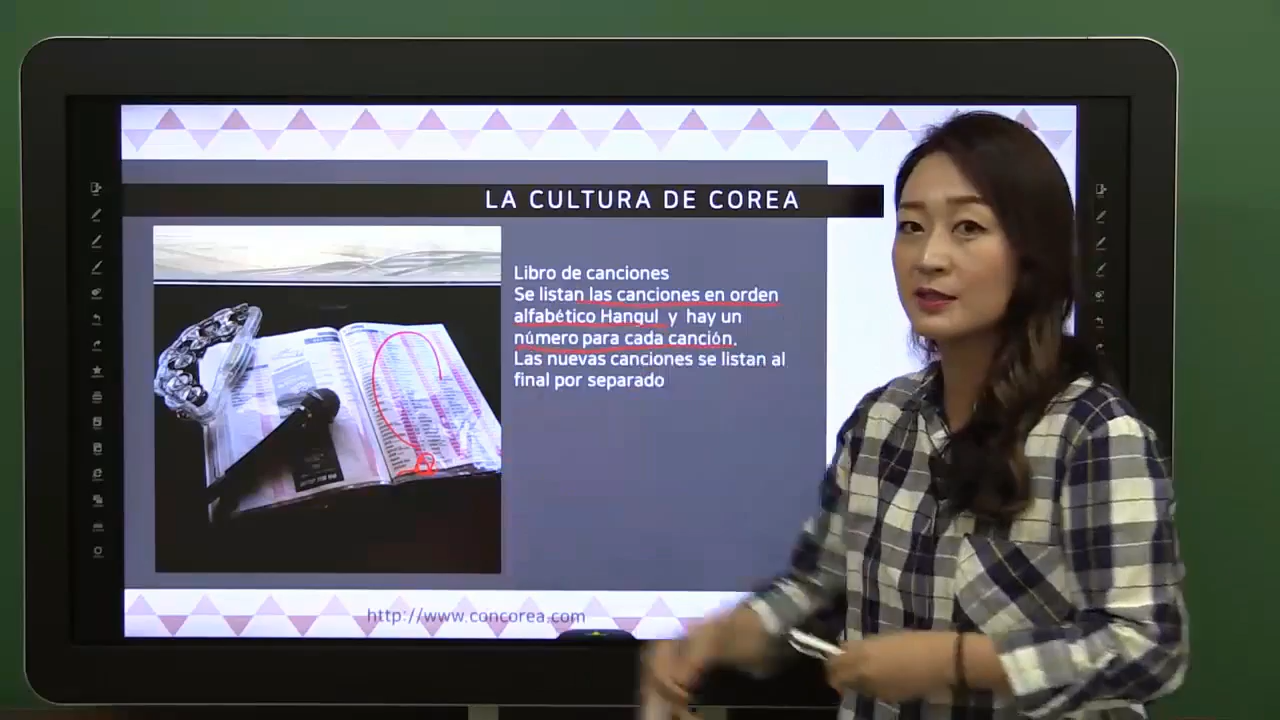 LA CULTURA DE COREA
Libro de canciones
Se listan las canciones en orden
alfabético Hangul y hay un
número para cada canción.
Las nuevas canciones se listan al
final por separado
http://www.concorea.com